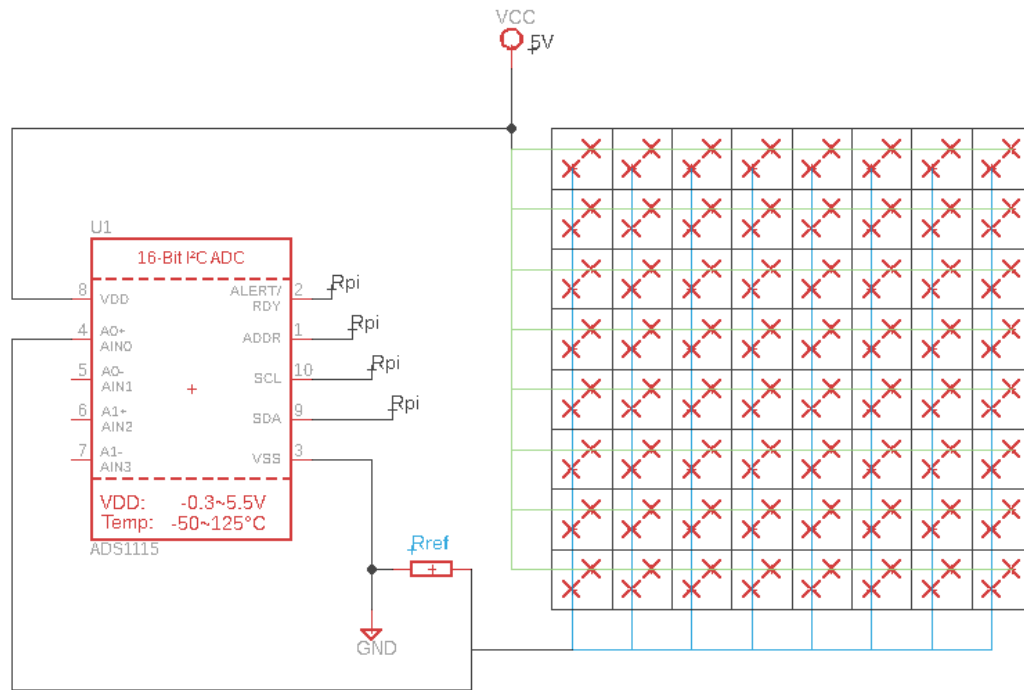 VCC
5V
U1
16-Bit I²C ADC
8 VDD
ALERT/ 2
RDY
Rpi
4 A0+
AIN0
ADDR 1
Rpi
5 A0-
AIN1
SCL 10
Rpi
6 A1+
AIN2
SDA 9
Rpi
7 A1-
AIN3
VSS 3
VDD: -0.3~5.5V
Temp: -50~125°C
ADS1115
Rref
GND